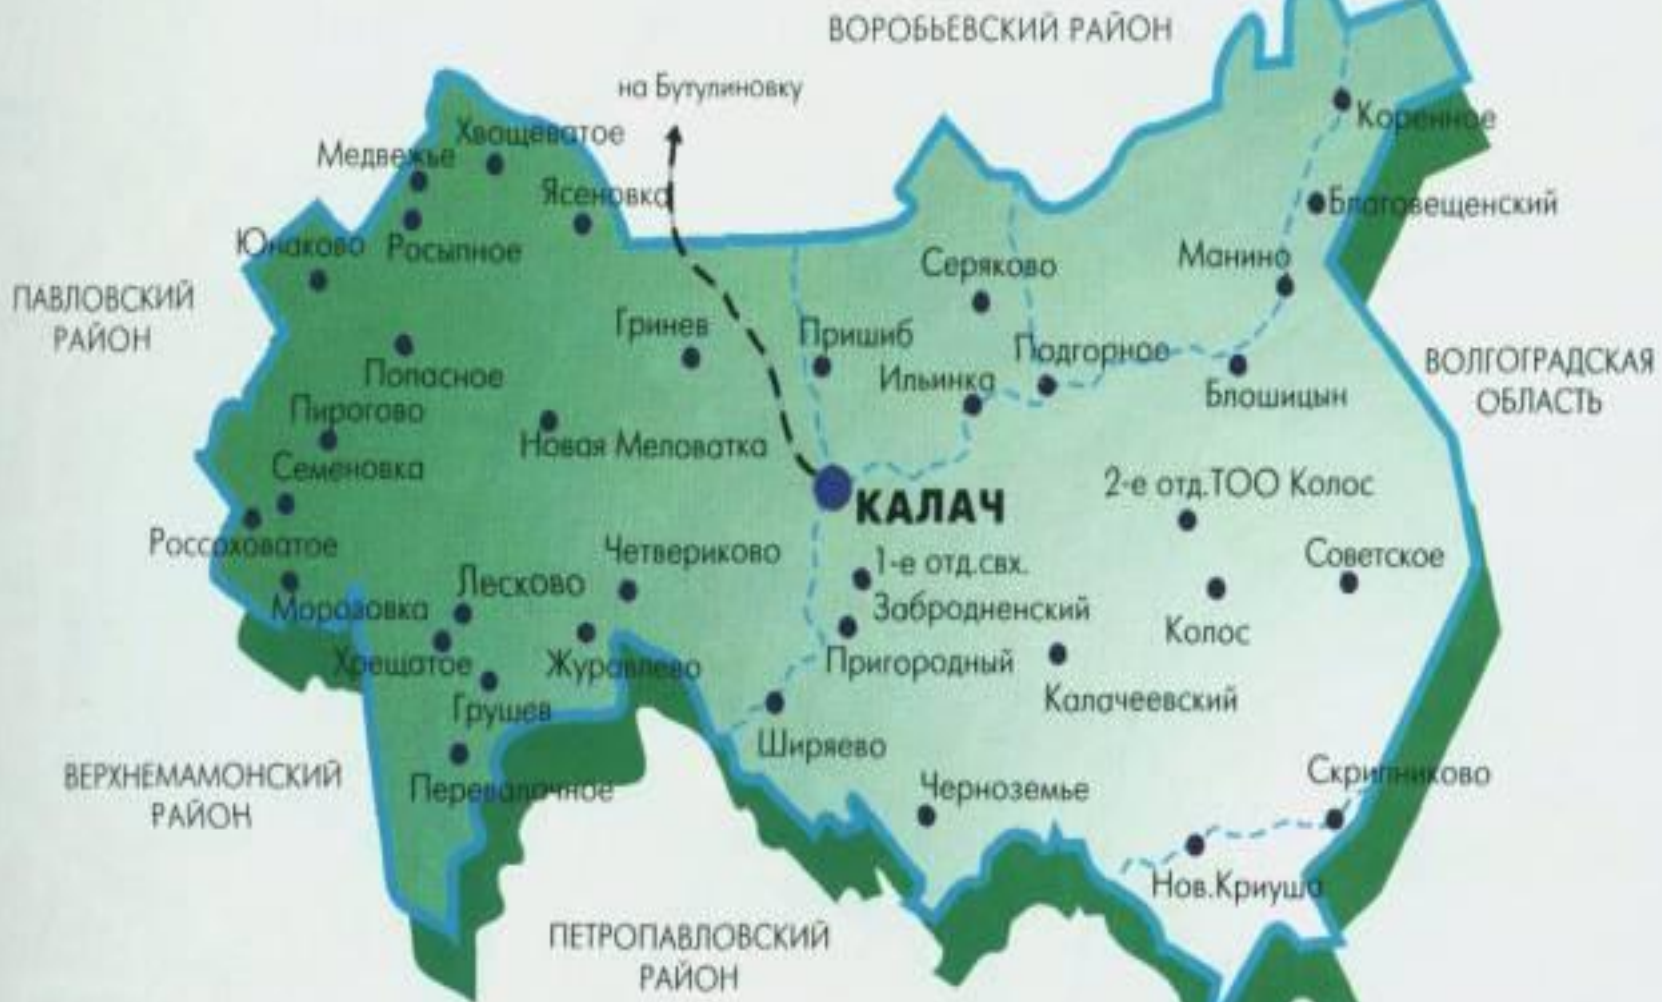 ВОРОБЬЕВСКИЙ РАЙОН
на Бутулиновку
Хвощеватое
Медвежье
Коренное
Ясеновка
Благовещенский
Юнаково
Росыпное
Серяково
Манино
ПАВЛОВСКИЙ
РАЙОН
Гринев
Пришиб
Подгорное
ВОЛГОГРАДСКАЯ
ОБЛАСТЬ
Попасное
Ильинка
Блошицын
Пирогово
Новая Меловатка
Семеновка
2-е отд.ТОО Колос
КАЛАЧ
Россоховатое
Четвериково
1-е отд.свх.
Советское
Лесково
Морозовка
Забродненский
Колос
Хрещатое
Журавлево
Пригородный
Калачеевский
Грушев
Ширяево
ВЕРХНЕМАМОНСКИЙ
РАЙОН
Перевалочное
Черноземье
Скрипниково
Нов.Криуша
ПЕТРОПАВЛОВСКИЙ
РАЙОН